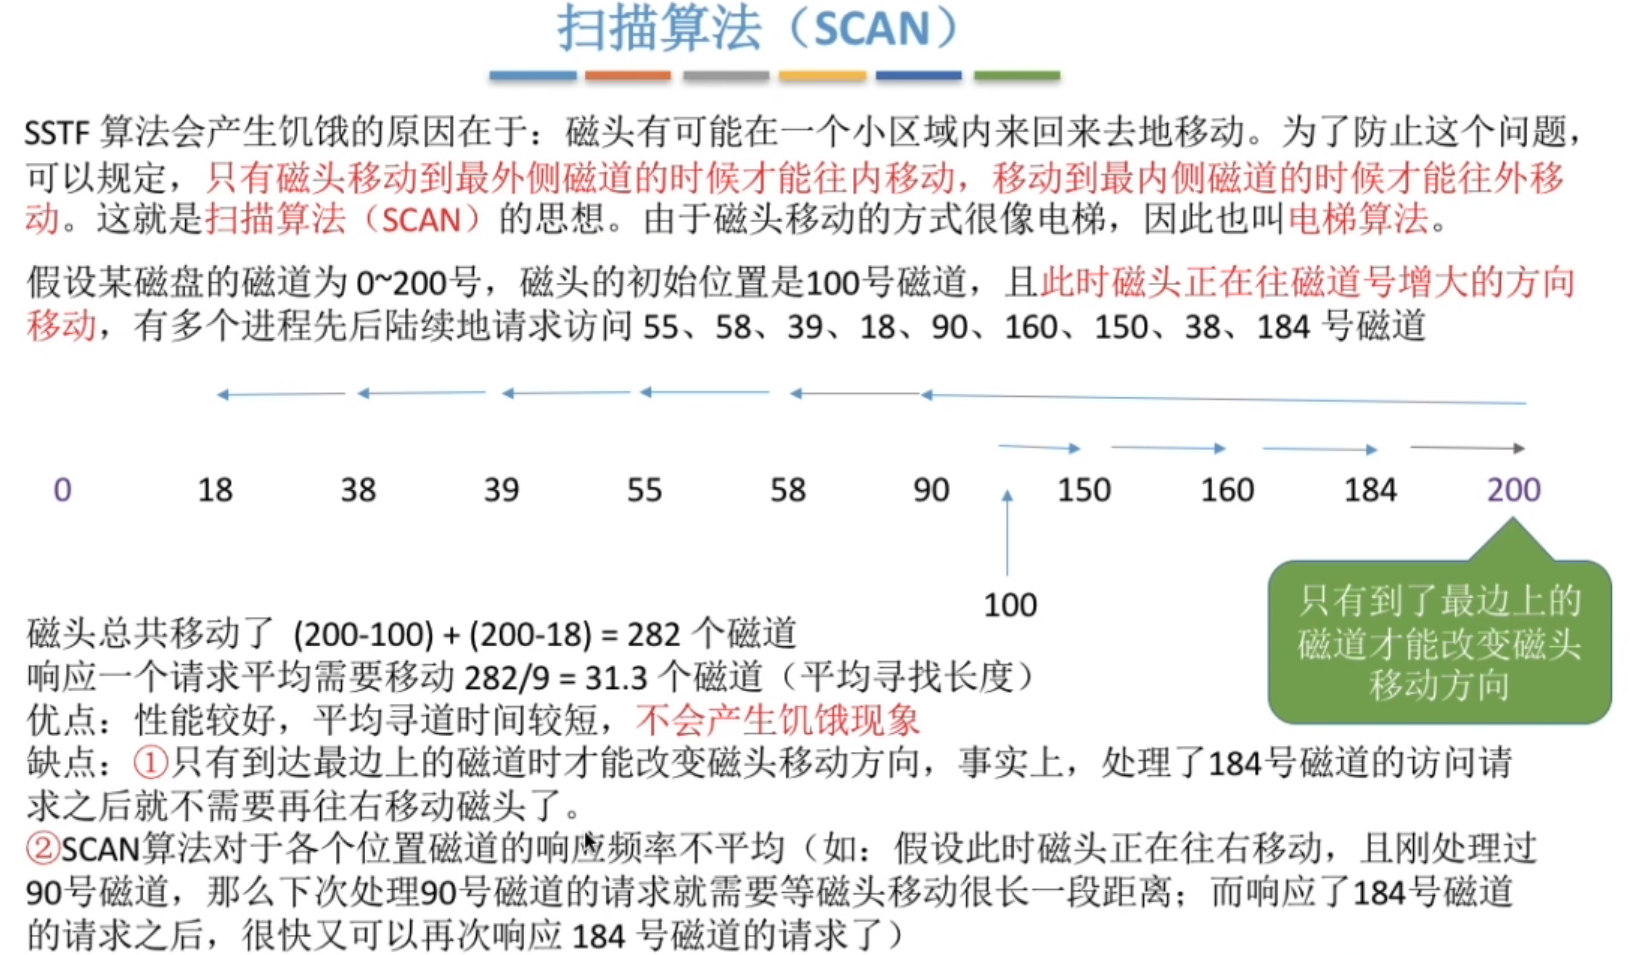 扫描算法（SCAN）
SSTF 算法会产生饥饿的原因在于：磁头有可能在一个小区域内来回来去地移动。为了防止这个问题，
可以规定，只有磁头移动到最外侧磁道的时候才能往内移动，移动到最内侧磁道的时候才能往外移
动。这就是扫描算法（SCAN）的思想。由于磁头移动的方式很像电梯，因此也叫电梯算法。
假设某磁盘的磁道为 0~200号，磁头的初始位置是100号磁道，且此时磁头正在往磁道号增大的方向
移动，有多个进程先后陆续地请求访问 55、58、39、18、90、160、150、38、184 号磁道
0 18 38 39 55 58 90 150 160 184 200
100
只有到了最边上的
磁道才能改变磁头
移动方向
磁头总共移动了 (200-100) + (200-18) = 282 个磁道
响应一个请求平均需要移动 282/9 = 31.3 个磁道（平均寻找长度）
优点：性能较好，平均寻道时间较短，不会产生饥饿现象
缺点：①只有到达最边上的磁道时才能改变磁头移动方向，事实上，处理了184号磁道的访问请
求之后就不需要再往右移动磁头了。
②SCAN算法对于各个位置磁道的响应频率不平均（如：假设此时磁头正在往右移动，且刚处理过
90号磁道，那么下次处理90号磁道的请求就需要等磁头移动很长一段距离；而响应了184号磁道
的请求之后，很快又可以再次响应 184 号磁道的请求了）